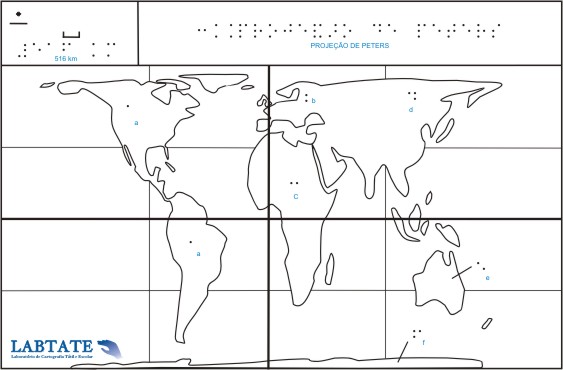 PROJEÇÃO DE PETERS
516 km
a
b
d
c
a
e
f
LABTATE
Laboratório de Cartografia Tátil e Escolar